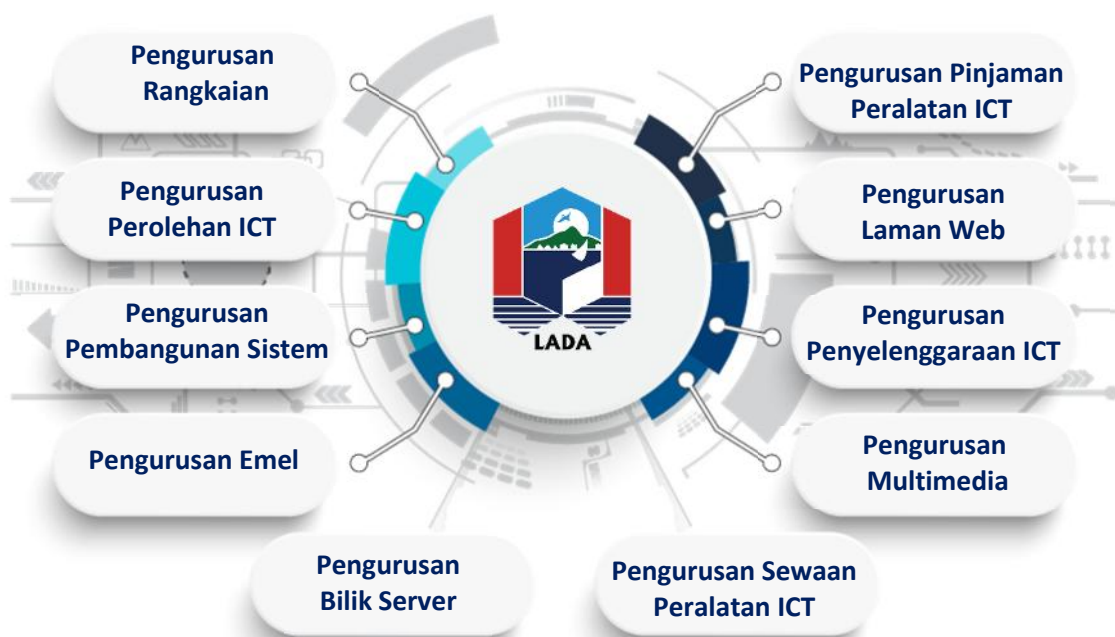 Pengurusan
Rangkaian
Pengurusan
Perolehan ICT
Pengurusan
Pembangunan Sistem
Pengurusan Emel
Pengurusan
Bilik Server
LADA
Pengurusan Pinjaman
Peralatan ICT
Pengurusan
Laman Web
Pengurusan
Penyelenggaraan ICT
Pengurusan
Multimedia
Pengurusan Sewaan
Peralatan ICT